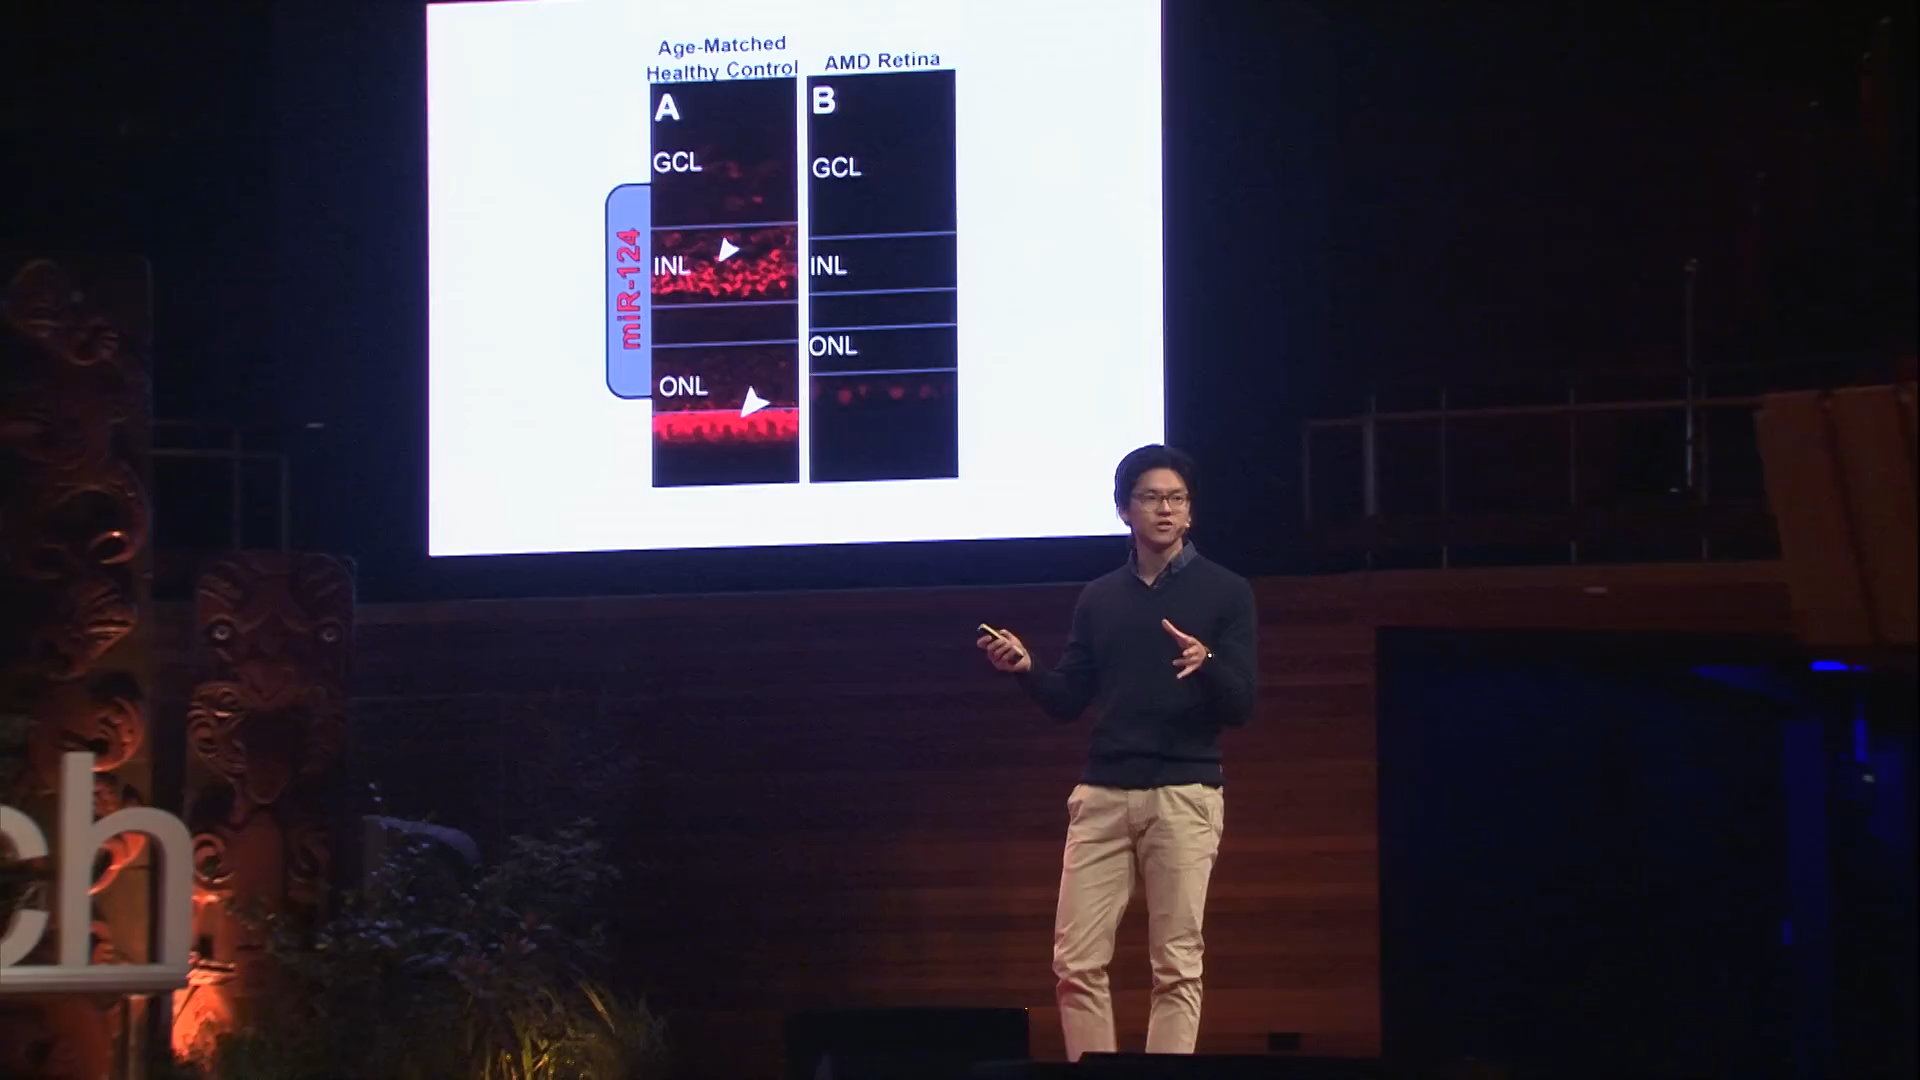 Age-Matched
Healthy Control
AMD Retina
A
B
GCL
GCL
miR-124
INL
INL
ONL
ONL
ch